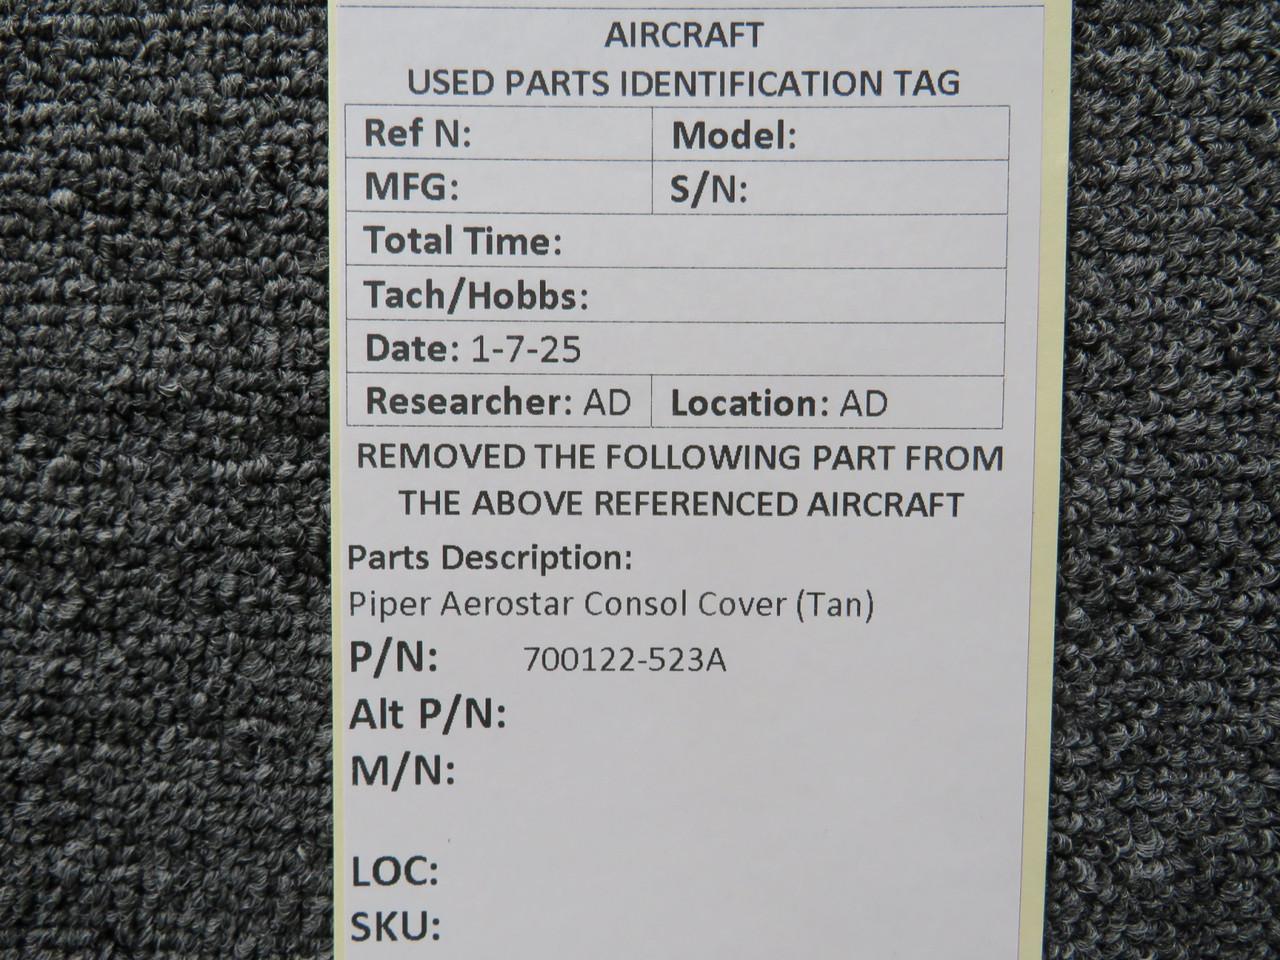 AIRCRAFT
USED PARTS IDENTIFICATION TAG
Ref N: Model:
MFG: S/N:
Total Time:
Tach/Hobbs:
Date: 1-7-25
Researcher: AD Location: AD
REMOVED THE FOLLOWING PART FROM
THE ABOVE REFERENCED AIRCRAFT
Parts Description:
Piper Aerostar Consol Cover (Tan)
P/N: 700122-523A
Alt P/N:
M/N:
LOC:
SKU: